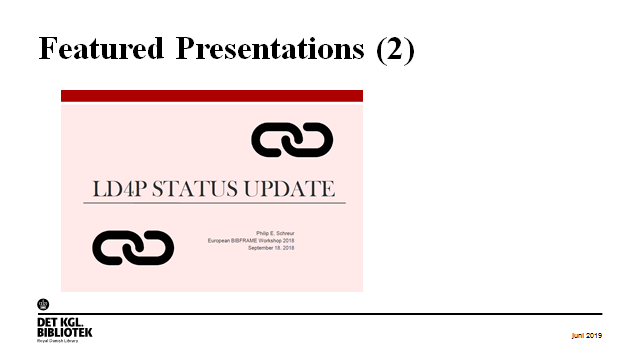 Featured Presentations (2)
LD4P STATUS UPDATE
Philip E. Schreur
European BIBFRAME Workshop 2018
September 18. 2018
DET KGL.
BIBLIOTEK
Royal Danish Library
juni 2019